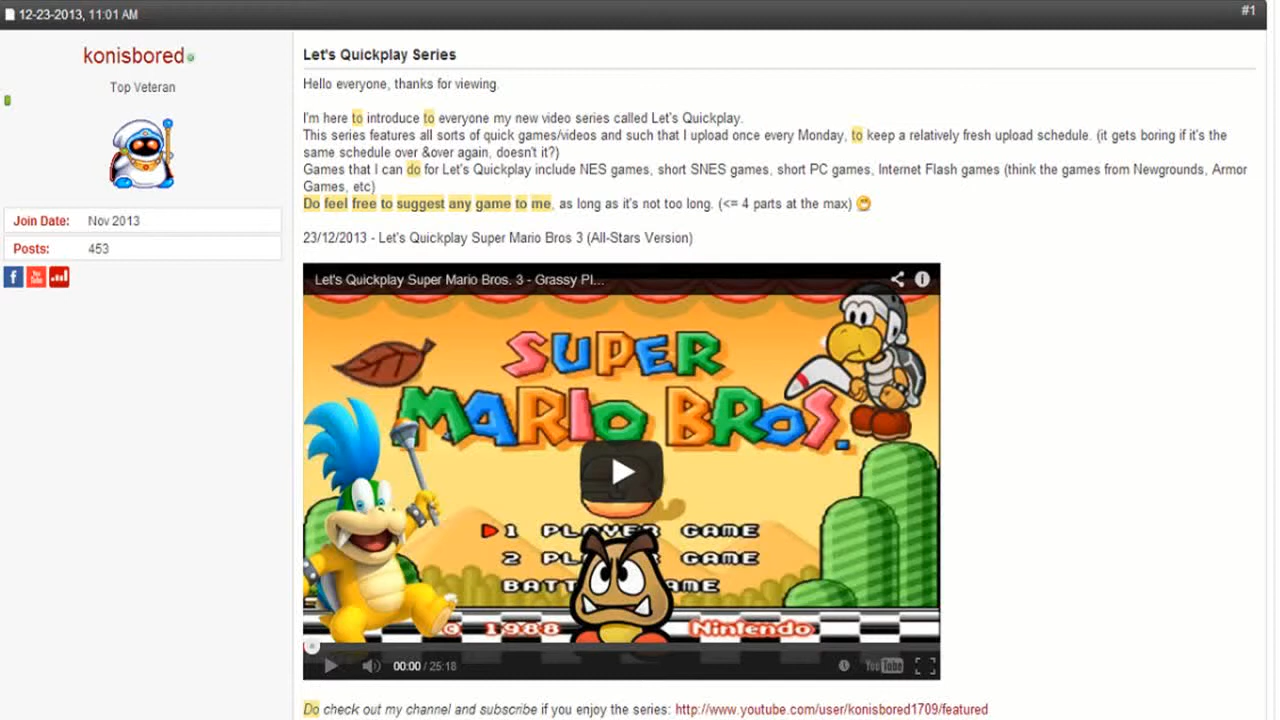 12-23-2013, 11:01 AM #1
konisbored
Top Veteran
Join Date: Nov 2013
Posts: 453
Let's Quickplay Series
Hello everyone, thanks for viewing.
I'm here to introduce to everyone my new video series called Let's Quickplay.
This series features all sorts of quick games/videos and such that I upload once every Monday, to keep a relatively fresh upload schedule. (it gets boring if it's the
same schedule over &over again, doesn't it?)
Games that I can do for Let's Quickplay include NES games, short SNES games, short PC games, Internet Flash games (think the games from Newgrounds, Armor
Games, etc)
Do feel free to suggest any game to me, as long as it's not too long. (<= 4 parts at the max)
23/12/2013 - Let's Quickplay Super Mario Bros 3 (All-Stars Version)
Let's Quickplay Super Mario Bros. 3 - Grassy Pl...
SUPER
MARIO BROS.
1 PLAYER GAME
2 PL GAME
BATT AME
© 1988 Nintendo
00:00 / 25:18 YouTube
Do check out my channel and subscribe if you enjoy the series: http://www.youtube.com/user/konisbored1709/featured